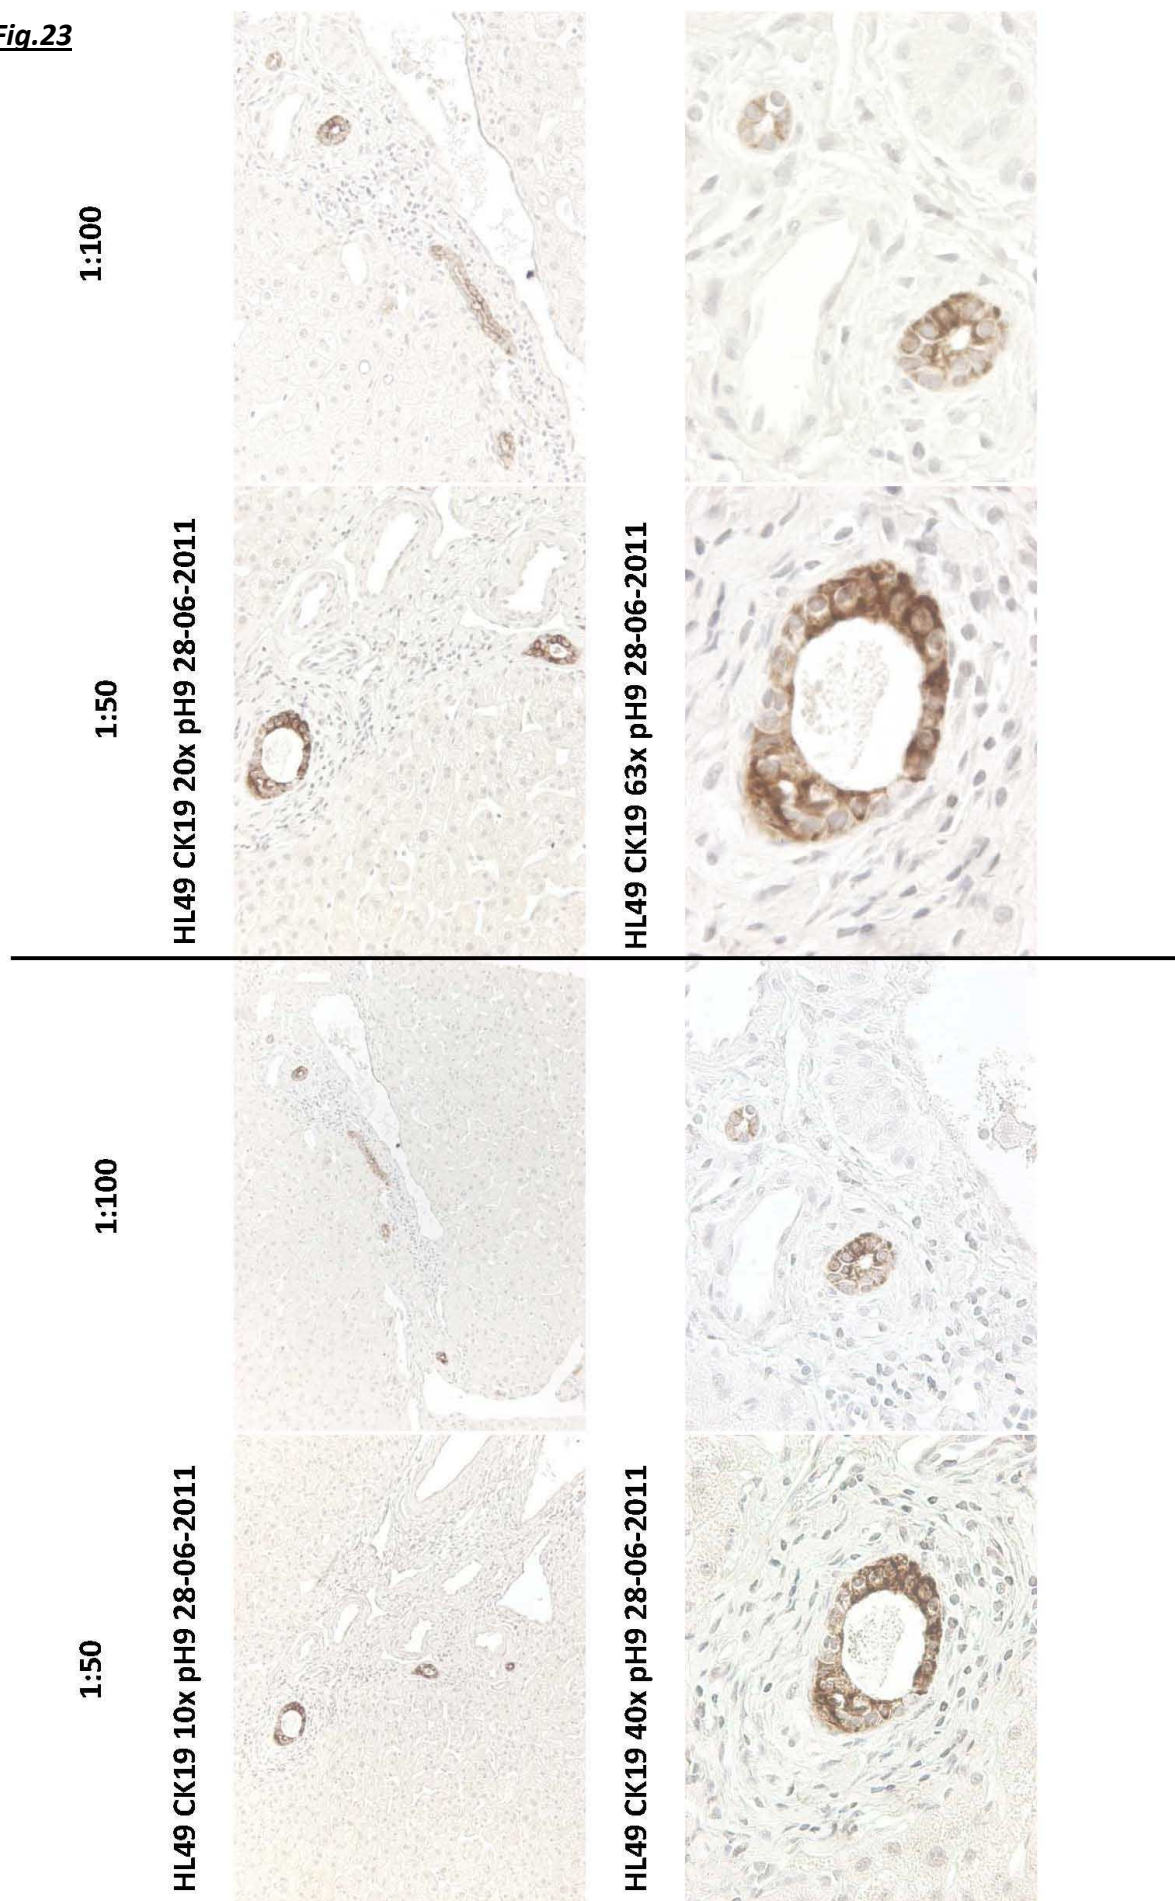 Fig.23
1:50
1:100
1:50
1:100
HL49 CK19 10x pH9 28-06-2011
HL49 CK19 20x pH9 28-06-2011
HL49 CK19 40x pH9 28-06-2011
HL49 CK19 63x pH9 28-06-2011